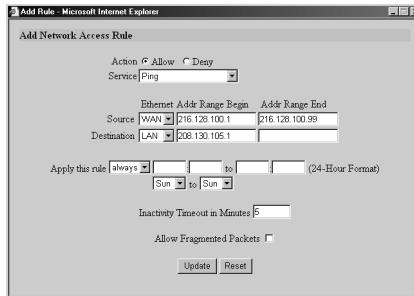 Add Rule - Microsoft Internet Explorer
Add Network Access Rule
Action Allow Deny
Service Ping
Ethernet Addr Range Begin Addr Range End
Source WAN 216.128.100.1 216.128.100.99
Destination LAN 208.130.105.1
Apply this rule always : to : (24-Hour Format)
Sun to Sun
Inactivity Timeout in Minutes 5
Allow Fragmented Packets
Update Reset